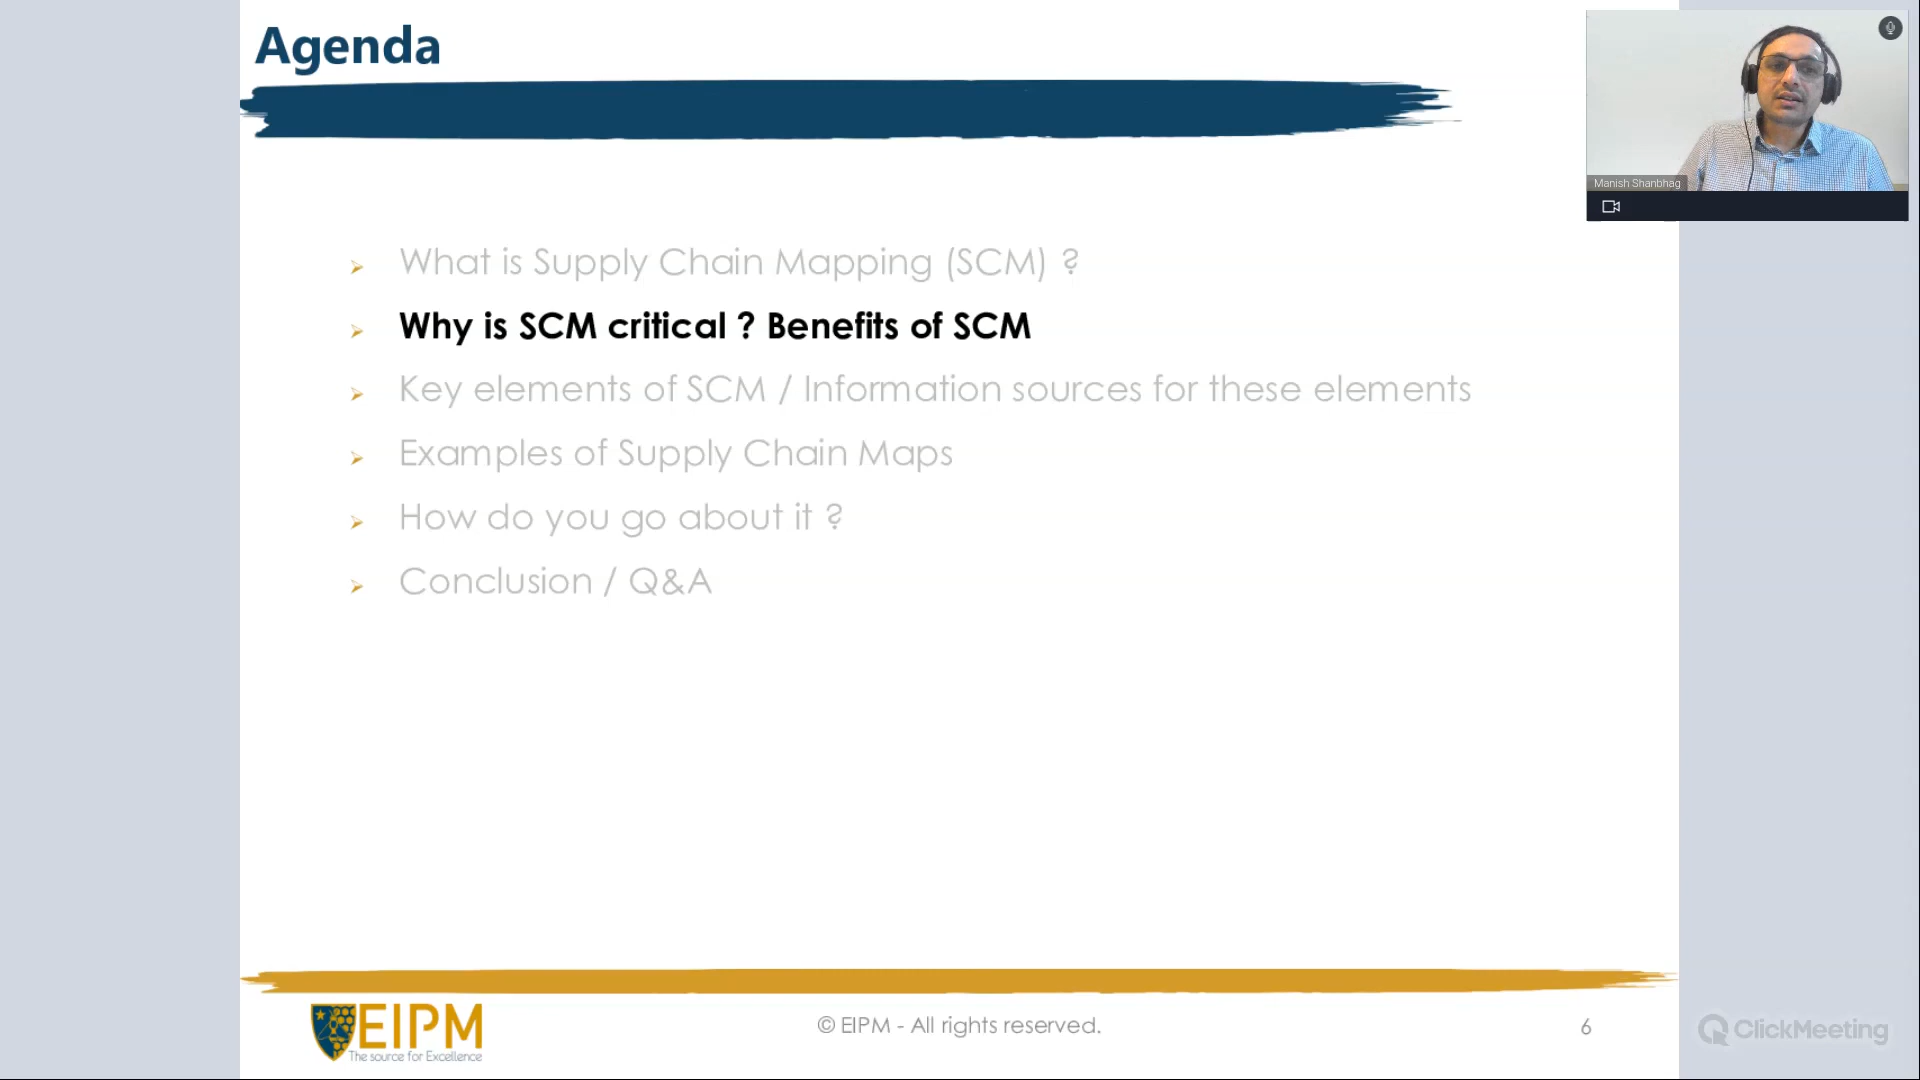 Agenda
Manish Shanbhag
What is Supply Chain Mapping (SCM) ?
Why is SCM critical ? Benefits of SCM
Key elements of SCM / Information sources for these elements
Examples of Supply Chain Maps
How do you go about it ?
Conclusion / Q&A
EIPM
The source for Excellence
© EIPM - All rights reserved.
6
ClickMeeting